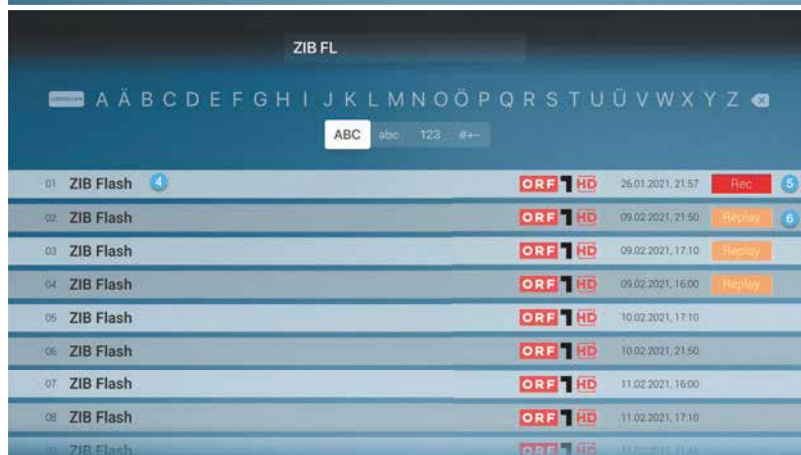 ZIB FL
A Ä B C D E F G H I J K L M N O Ö P Q R S T U Ü V W X Y Z
ABC abc 123 #+-
01 ZIB Flash 4 ORF 1 HD 26.01.2021, 21:57 Rec 5
02 ZIB Flash ORF 1 HD 09.02.2021, 21:50 Replay 6
03 ZIB Flash ORF 1 HD 09.02.2021, 17:10 Replay
04 ZIB Flash ORF 1 HD 09.02.2021, 16:00 Replay
05 ZIB Flash ORF 1 HD 10.02.2021, 17:10
06 ZIB Flash ORF 1 HD 10.02.2021, 21:50
07 ZIB Flash ORF 1 HD 11.02.2021, 16:00
08 ZIB Flash ORF 1 HD 11.02.2021, 17:10
ZIB Flash ORF 1 HD